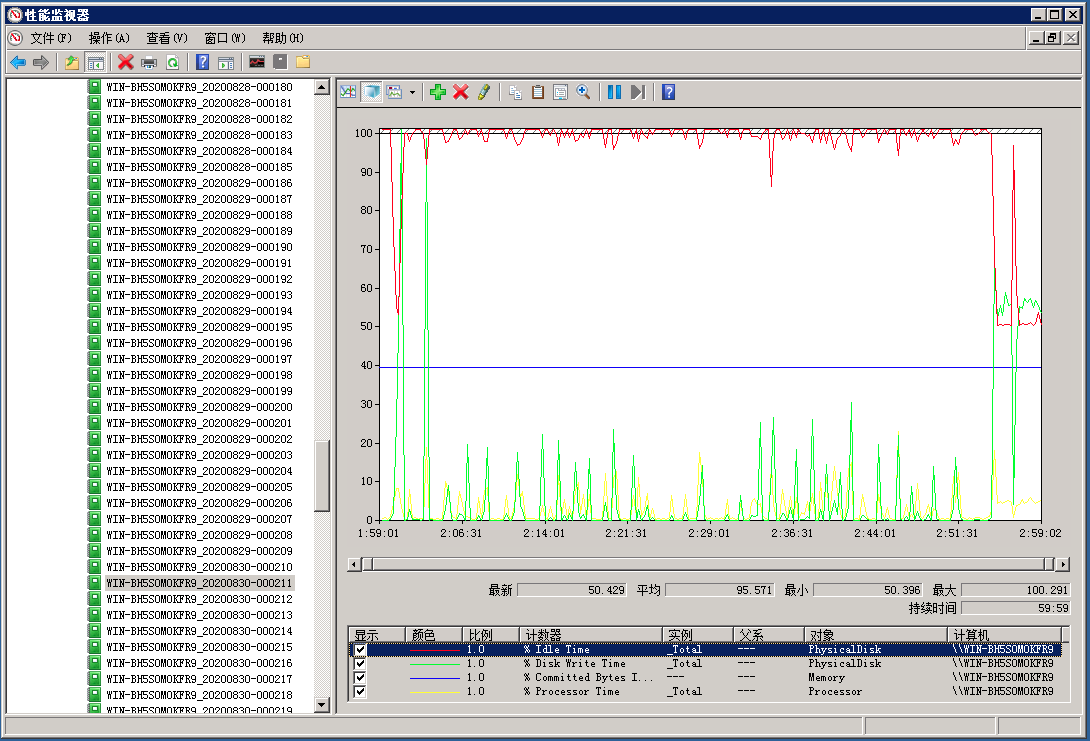 性能监视器
文件(F) 操作(A) 查看(V) 窗口(W) 帮助(H)
WIN-BH5SOMOKFR9_20200828-000180
WIN-BH5SOMOKFR9_20200828-000181
WIN-BH5SOMOKFR9_20200828-000182
WIN-BH5SOMOKFR9_20200828-000183
WIN-BH5SOMOKFR9_20200828-000184
WIN-BH5SOMOKFR9_20200828-000185
WIN-BH5SOMOKFR9_20200829-000186
WIN-BH5SOMOKFR9_20200829-000187
WIN-BH5SOMOKFR9_20200829-000188
WIN-BH5SOMOKFR9_20200829-000189
WIN-BH5SOMOKFR9_20200829-000190
WIN-BH5SOMOKFR9_20200829-000191
WIN-BH5SOMOKFR9_20200829-000192
WIN-BH5SOMOKFR9_20200829-000193
WIN-BH5SOMOKFR9_20200829-000194
WIN-BH5SOMOKFR9_20200829-000195
WIN-BH5SOMOKFR9_20200829-000196
WIN-BH5SOMOKFR9_20200829-000197
WIN-BH5SOMOKFR9_20200829-000198
WIN-BH5SOMOKFR9_20200829-000199
WIN-BH5SOMOKFR9_20200829-000200
WIN-BH5SOMOKFR9_20200829-000201
WIN-BH5SOMOKFR9_20200829-000202
WIN-BH5SOMOKFR9_20200829-000203
WIN-BH5SOMOKFR9_20200829-000204
WIN-BH5SOMOKFR9_20200829-000205
WIN-BH5SOMOKFR9_20200829-000206
WIN-BH5SOMOKFR9_20200829-000207
WIN-BH5SOMOKFR9_20200829-000208
WIN-BH5SOMOKFR9_20200829-000209
WIN-BH5SOMOKFR9_20200830-000210
WIN-BH5SOMOKFR9_20200830-000211
WIN-BH5SOMOKFR9_20200830-000212
WIN-BH5SOMOKFR9_20200830-000213
WIN-BH5SOMOKFR9_20200830-000214
WIN-BH5SOMOKFR9_20200830-000215
WIN-BH5SOMOKFR9_20200830-000216
WIN-BH5SOMOKFR9_20200830-000217
WIN-BH5SOMOKFR9_20200830-000218
WIN-BH5SOMOKFR9_20200830-000219
100
90
80
70
60
50
40
30
20
10
0
1:59:01 2:06:31 2:14:01 2:21:31 2:29:01 2:36:31 2:44:01 2:51:31 2:59:02
最新 50.429 平均 95.571 最小 50.396 最大 100.291
持续时间 59:59
显示 颜色 比例 计数器 实例 父系 对象 计算机
1.0 % Idle Time _Total --- PhysicalDisk \\WIN-BH5SOMOKFR9
1.0 % Disk Write Time _Total --- PhysicalDisk \\WIN-BH5SOMOKFR9
1.0 % Committed Bytes I... --- --- Memory \\WIN-BH5SOMOKFR9
1.0 % Processor Time _Total --- Processor \\WIN-BH5SOMOKFR9